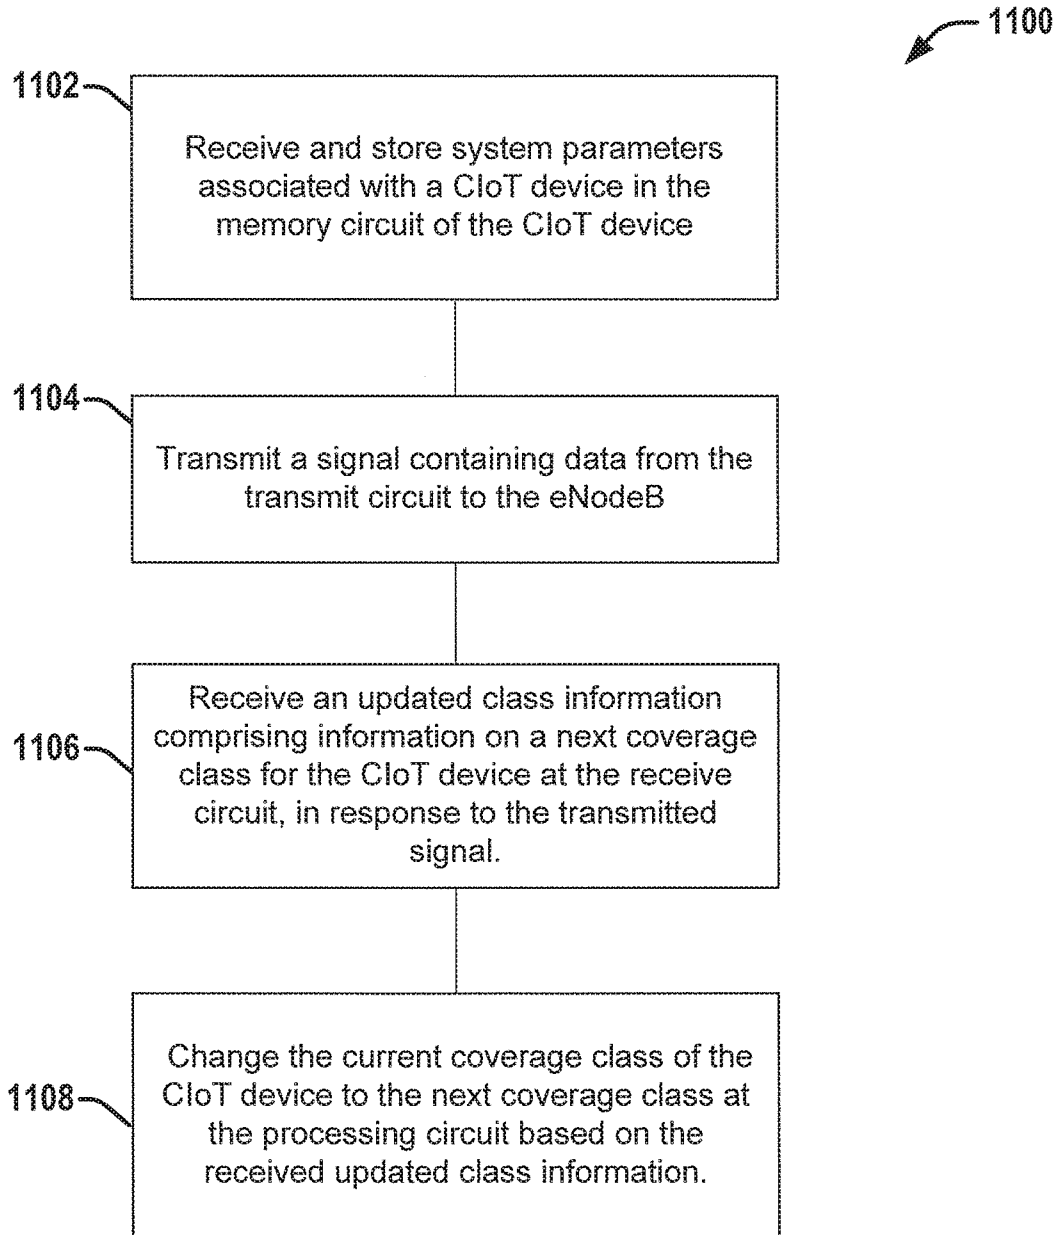 1100
1102
Receive and store system parameters
associated with a CIoT device in the
memory circuit of the CIoT device
1104
Transmit a signal containing data from the
transmit circuit to the eNodeB
1106
Receive an updated class information
comprising information on a next coverage
class for the CIoT device at the receive
circuit, in response to the transmitted
signal.
1108
Change the current coverage class of the
CIoT device to the next coverage class at
the processing circuit based on the
received updated class information.